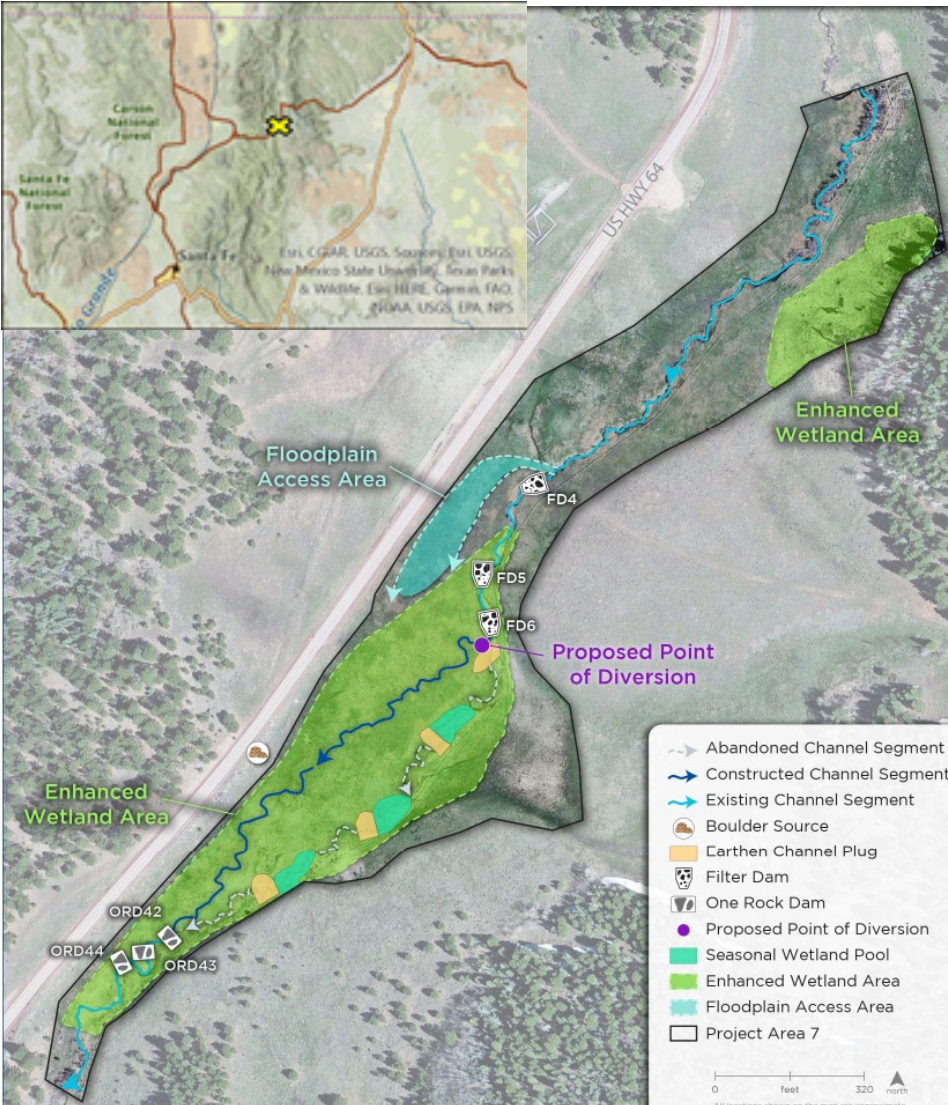 Carson
National
Forest
Santa Fe
National
Forest
Santa Fe
o Grande
Esri, CGIAR, USGS, Sources: Esri, USGS,
New Mexico State University, Texas Parks
& Wildlife, Esri, HERE, Garmin, FAO,
NOAA, USGS, EPA, NPS
US HWY 64
Enhanced
Wetland Area
Floodplain
Access Area
FD4
FD5
FD6
Proposed Point
of Diversion
Enhanced
Wetland Area
ORD42
ORD44
ORD43
Abandoned Channel Segment
Constructed Channel Segment
Existing Channel Segment
Boulder Source
Earthen Channel Plug
Filter Dam
One Rock Dam
Proposed Point of Diversion
Seasonal Wetland Pool
Enhanced Wetland Area
Floodplain Access Area
Project Area 7
0 feet 320
north